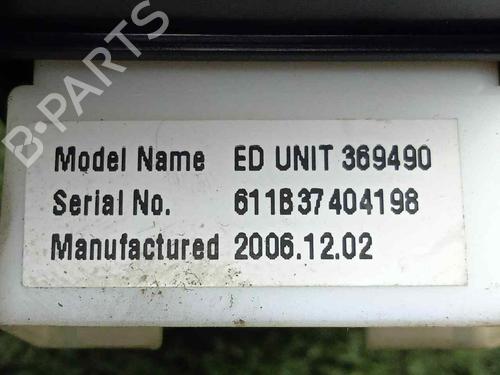 B-PARTS
Model Name ED UNIT 369490
Serial No. 611B37404198
Manufactured 2006.12.02